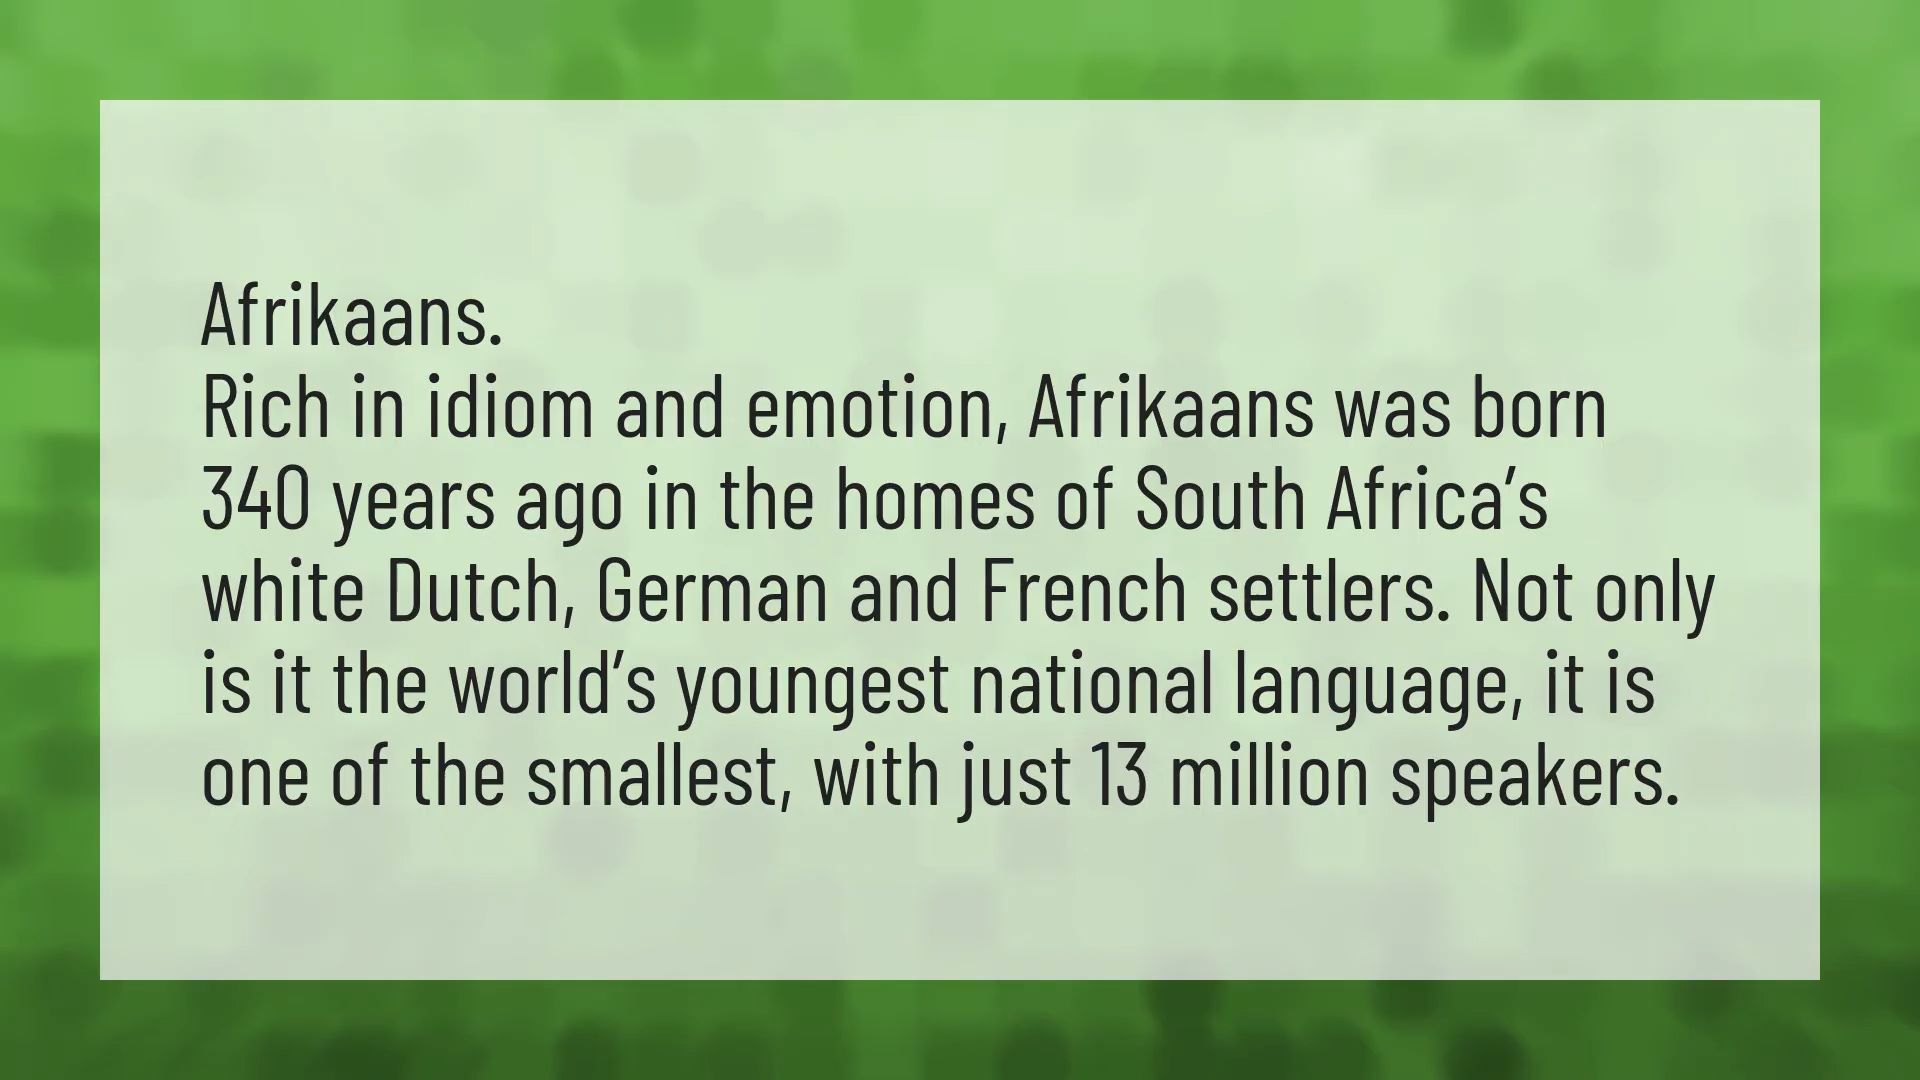 Afrikaans.
Rich in idiom and emotion, Afrikaans was born
340 years ago in the homes of South Africa’s
white Dutch, German and French settlers. Not only
is it the world’s youngest national language, it is
one of the smallest, with just 13 million speakers.